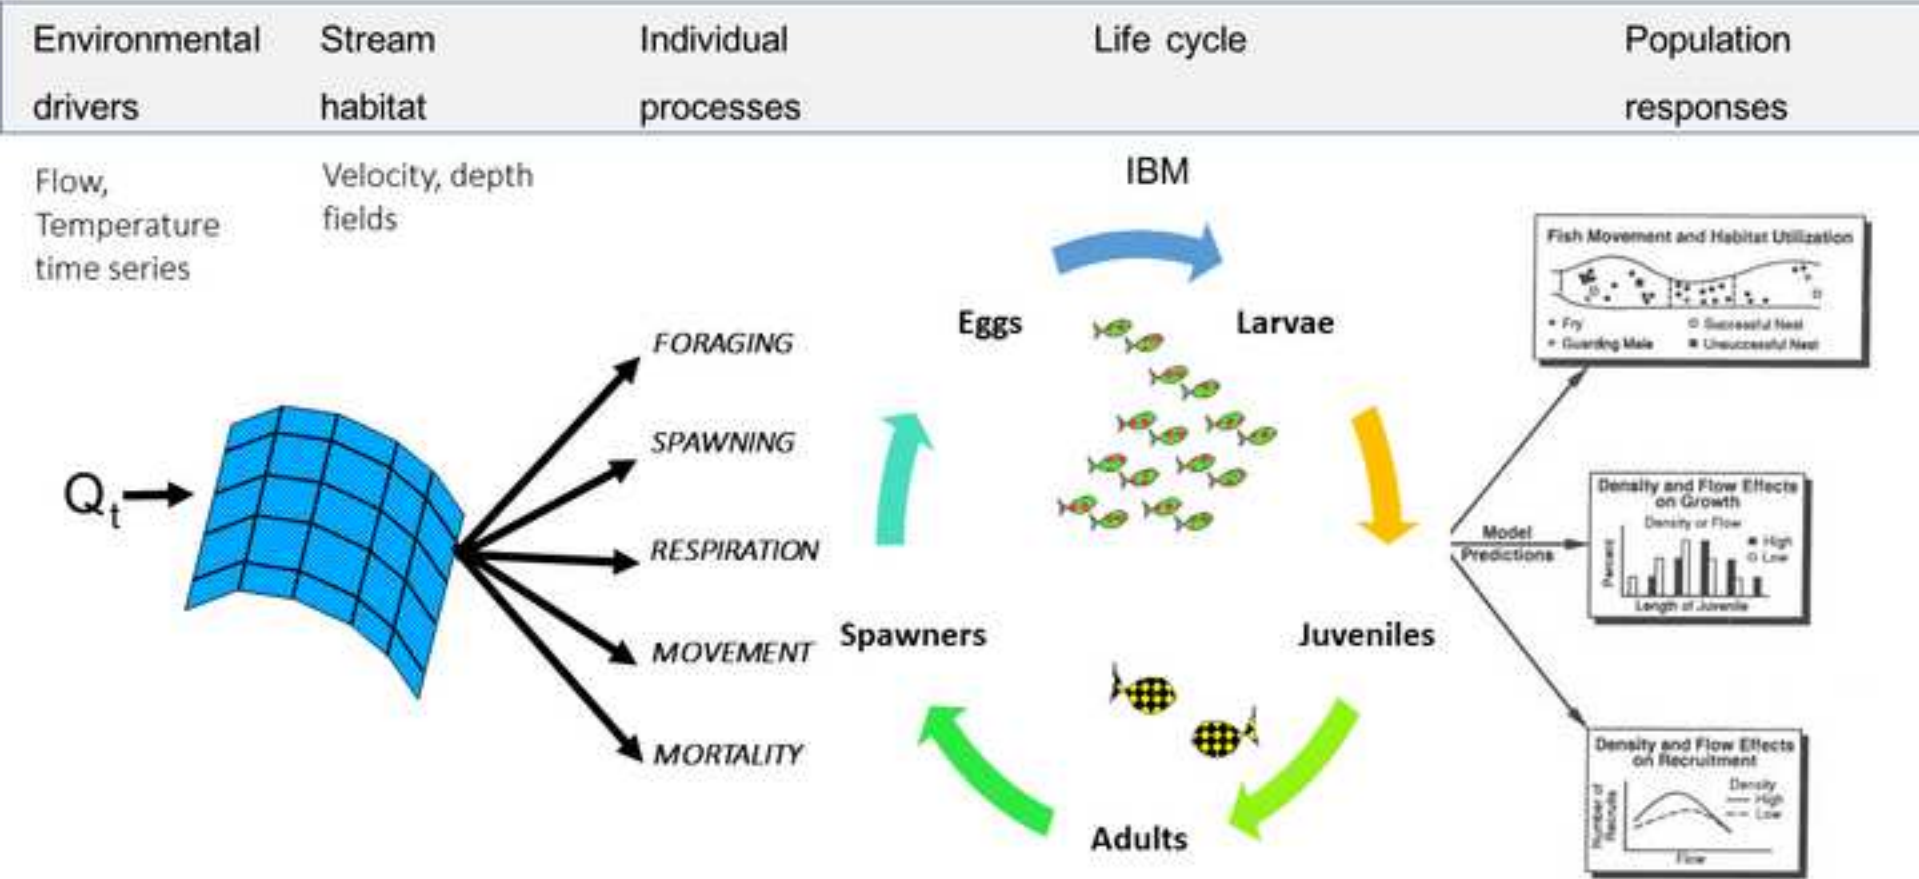 Environmental
drivers
Stream
habitat
Individual
processes
Life cycle
Population
responses
Flow,
Temperature
time series
Velocity, depth
fields
IBM
Qt
FORAGING
SPAWNING
RESPIRATION
MOVEMENT
MORTALITY
Eggs
Larvae
Spawners
Juveniles
Adults
Model
Predictions
Fish Movement and Habitat Utilization
Fry
Successful Nest
Guarding Male
Unsuccessful Nest
Density and Flow Effects
on Growth
Density or Flow
High
Low
Percent
Length of Juvenile
Density and Flow Effects
on Recruitment
Density
High
Low
Number of
Recruits
Flow